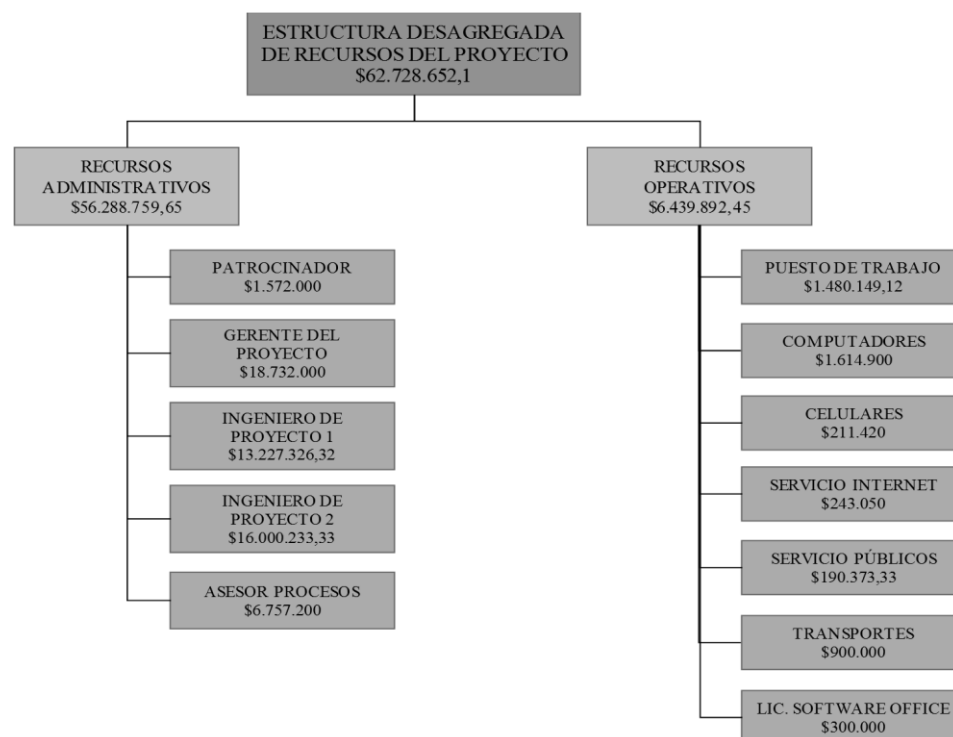 ESTRUCTURA DESAGREGADA
DE RECURSOS DEL PROYECTO
$62.728.652,1
RECURSOS
ADMINISTRATIVOS
$56.288.759,65
PATROCINADOR
$1.572.000
GERENTE DEL
PROYECTO
$18.732.000
INGENIERO DE
PROYECTO 1
$13.227.326,32
INGENIERO DE
PROYECTO 2
$16.000.233,33
ASESOR PROCESOS
$6.757.200
RECURSOS
OPERATIVOS
$6.439.892,45
PUESTO DE TRABAJO
$1.480.149,12
COMPUTADORES
$1.614.900
CELULARES
$211.420
SERVICIO INTERNET
$243.050
SERVICIO PÚBLICOS
$190.373,33
TRANSPORTES
$900.000
LIC. SOFTWARE OFFICE
$300.000